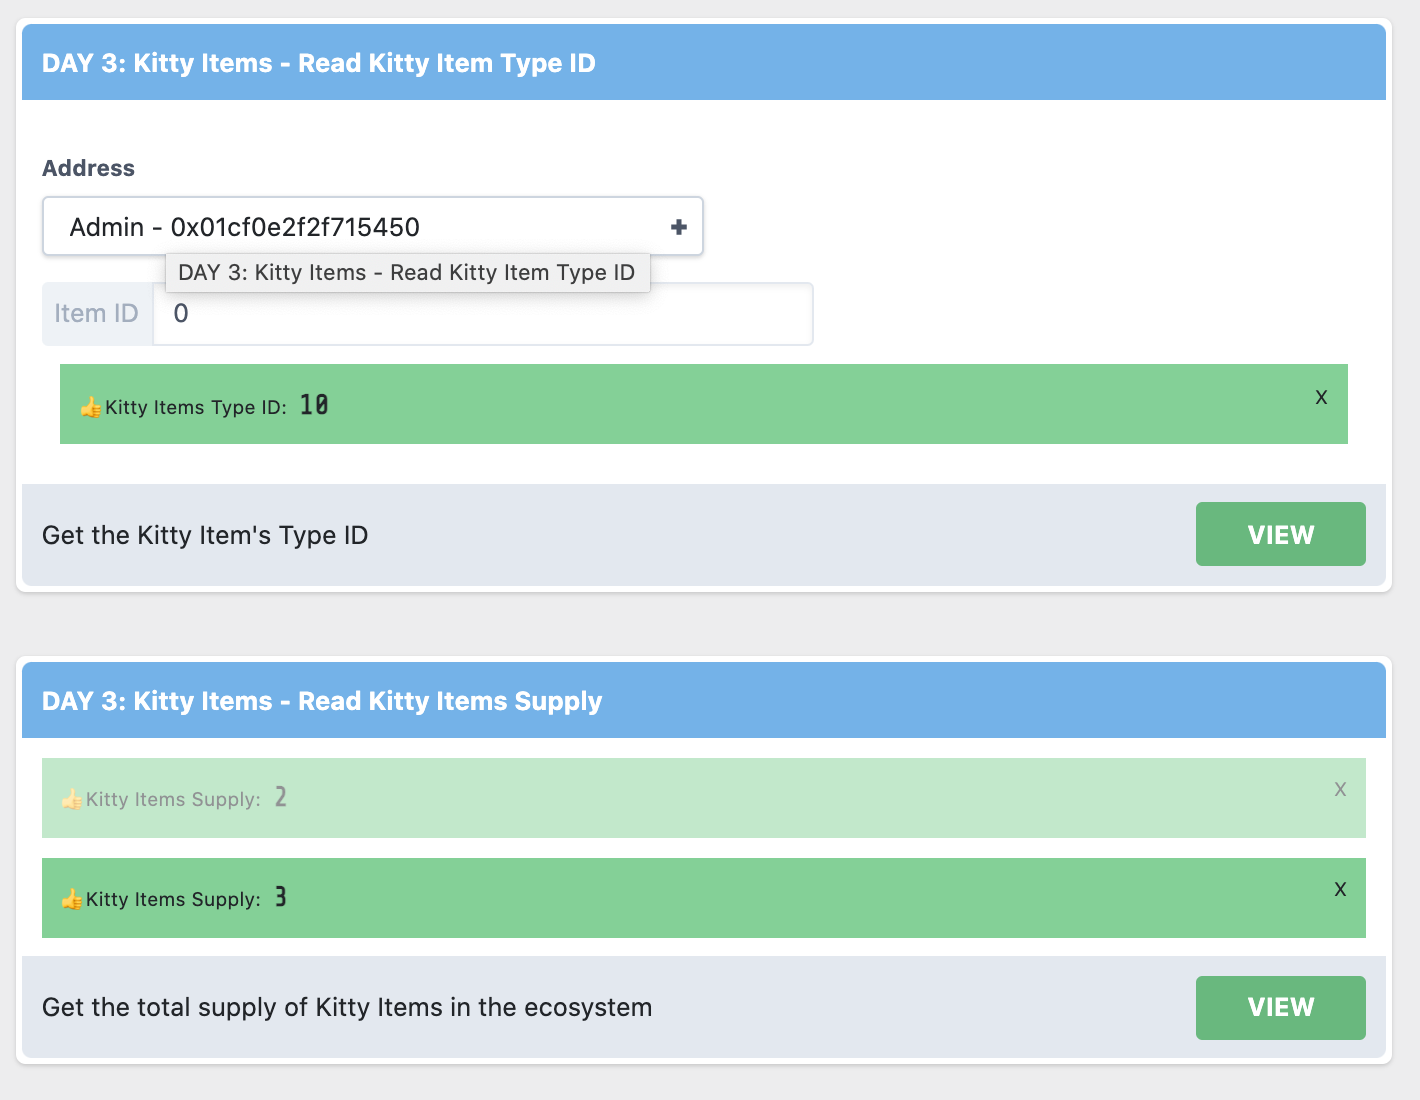 DAY 3: Kitty Items - Read Kitty Item Type ID
Address
Admin - 0x01cf0e2f2f715450
DAY 3: Kitty Items - Read Kitty Item Type ID
Item ID 0
👍Kitty Items Type ID: 10 X
Get the Kitty Item's Type ID VIEW
DAY 3: Kitty Items - Read Kitty Items Supply
👍Kitty Items Supply: 2 X
👍Kitty Items Supply: 3 X
Get the total supply of Kitty Items in the ecosystem VIEW